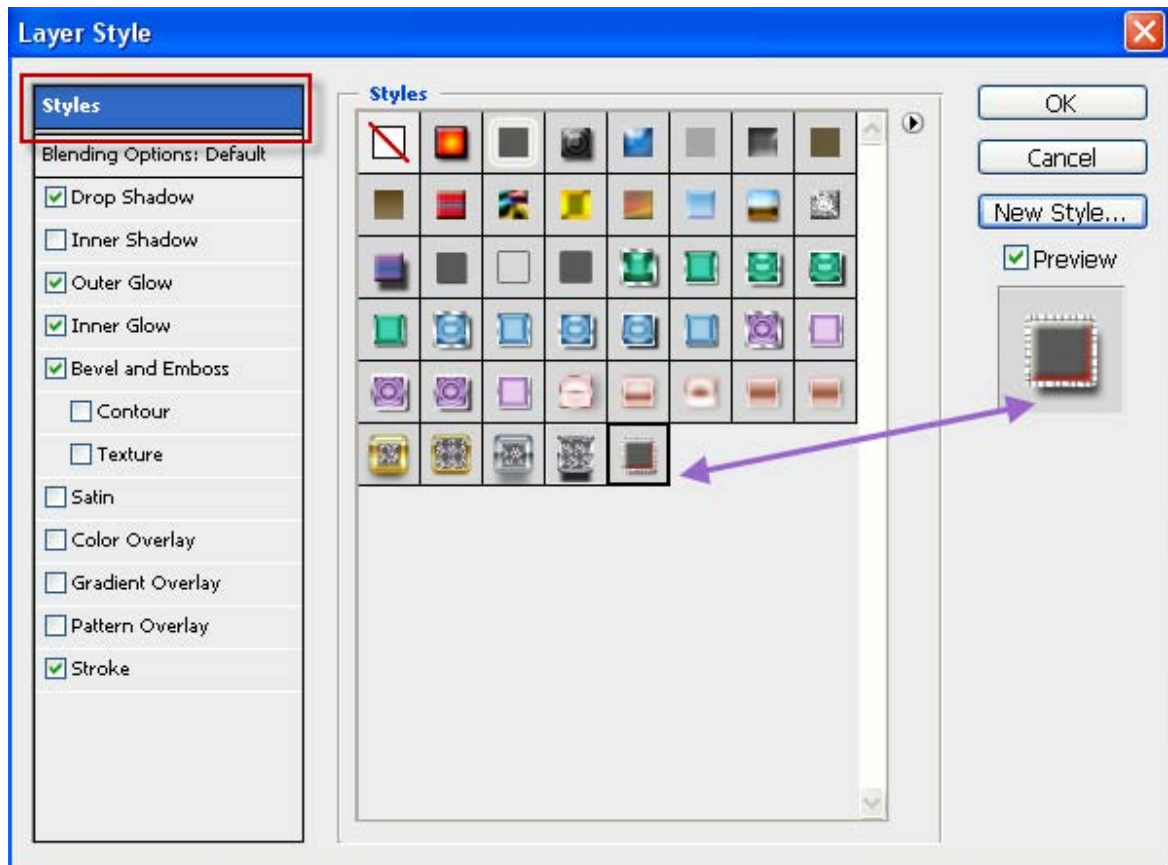 Layer Style
Styles
Blending Options: Default
Drop Shadow
Inner Shadow
Outer Glow
Inner Glow
Bevel and Emboss
Contour
Texture
Satin
Color Overlay
Gradient Overlay
Pattern Overlay
Stroke
Styles
OK
Cancel
New Style...
Preview